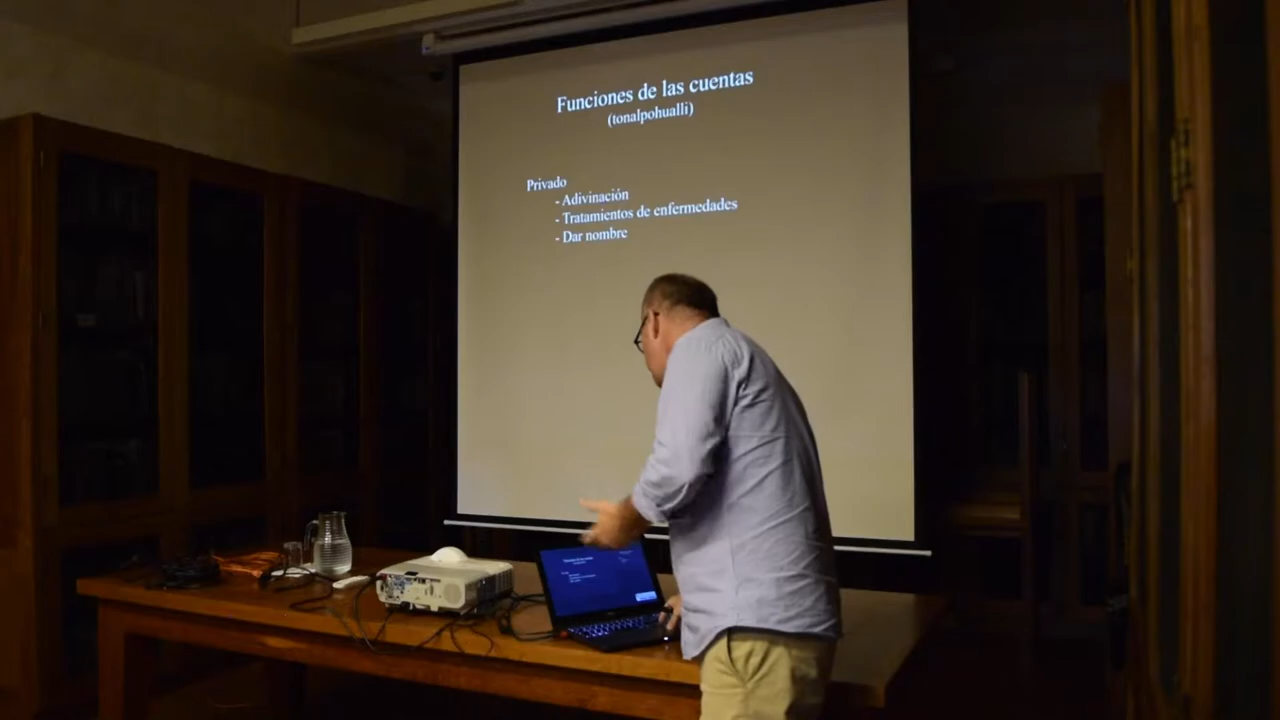 Funciones de las cuentas
(tonalpohualli)
Privado
- Adivinación
- Tratamientos de enfermedades
- Dar nombre